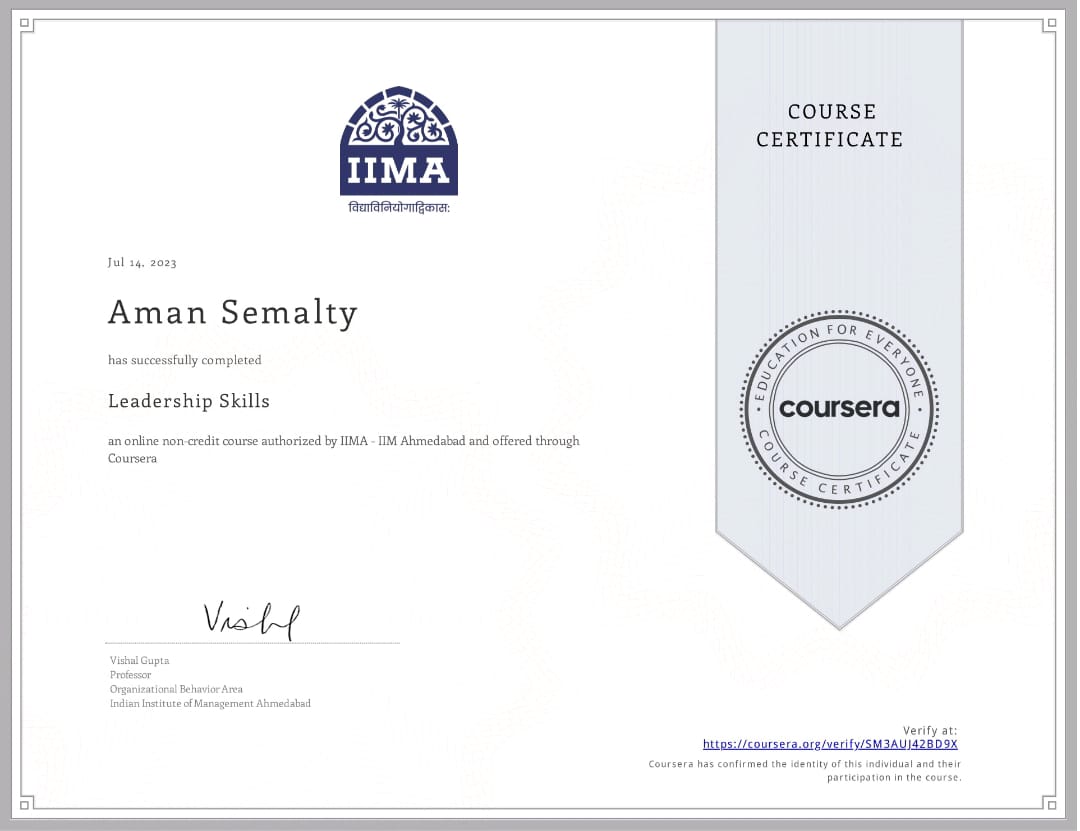 COURSE
CERTIFICATE
IIMA
विद्याविनियोगाद्विकास:
Jul 14, 2023
Aman Semalty
has successfully completed
Leadership Skills
an online non-credit course authorized by IIMA - IIM Ahmedabad and offered through
Coursera
EDUCATION FOR EVERYONE
coursera
COURSE CERTIFICATE
Vishal
Vishal Gupta
Professor
Organizational Behavior Area
Indian Institute of Management Ahmedabad
Verify at:
https://coursera.org/verify/SM3AUJ42BD9X
Coursera has confirmed the identity of this individual and their
participation in the course.